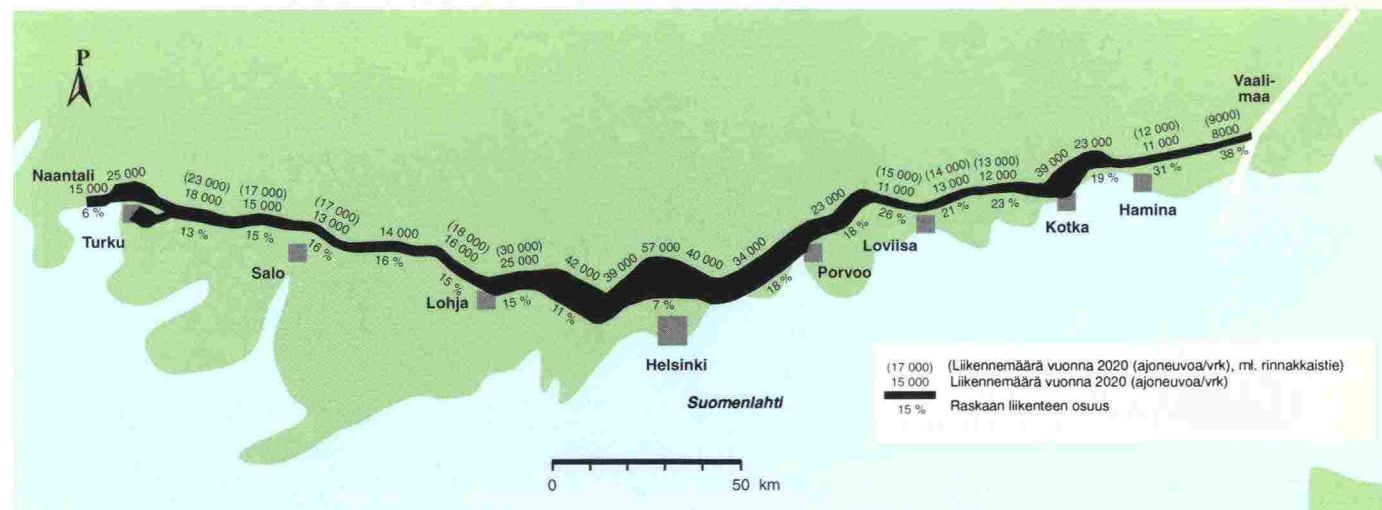 P
Vaali-
maa
Naantali
15 000
6 %
25 000
Turku
(23 000)
18 000
13 %
(17 000)
15 000
15 %
Salo
(17 000)
13 000
16 %
14 000
16 %
(18 000)
16 000
15 %
Lohja
(30 000)
25 000
15 %
42 000
11 %
39 000
57 000
7 %
Helsinki
40 000
34 000
18 %
Porvoo
23 000
18 %
(15 000)
11 000
26 %
Loviisa
(14 000)
13 000
21 %
(13 000)
12 000
23 %
39 000
Kotka
23 000
19 %
Hamina
(12 000)
11 000
31 %
(9000)
8000
38 %
Suomenlahti
0 50 km
(17 000) (Liikennemäärä vuonna 2020 (ajoneuvoa/vrk), ml. rinnakkaistie)
15 000 Liikennemäärä vuonna 2020 (ajoneuvoa/vrk)
15 % Raskaan liikenteen osuus